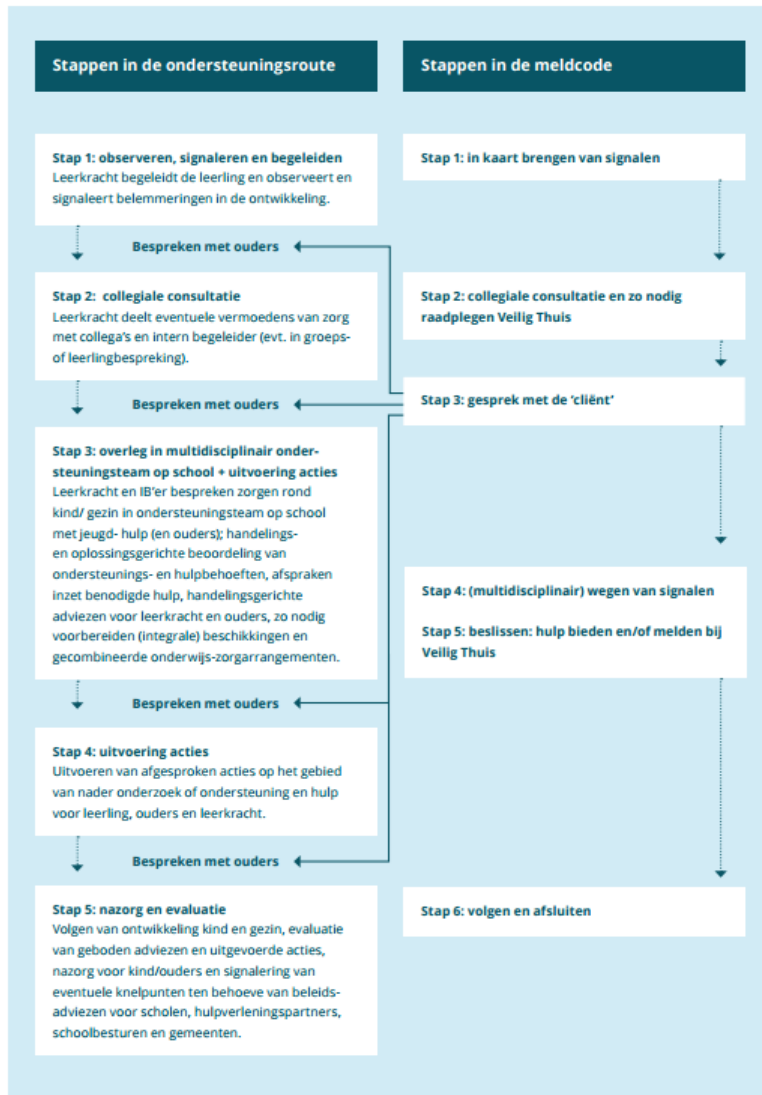 Stappen in de ondersteuningsroute
Stap 1: observeren, signaleren en begeleiden
Leerkracht begeleidt de leerling en observeert en
signaleert belemmeringen in de ontwikkeling.
Bespreken met ouders
Stap 2: collegiale consultatie
Leerkracht deelt eventuele vermoedens van zorg
met collega's en intern begeleider (evt. in groeps-
of leerlingbespreking).
Bespreken met ouders
Stap 3: overleg in multidisciplinair onder-
steuningsteam op school + uitvoering acties
Leerkracht en IB'er bespreken zorgen rond
kind/ gezin in ondersteuningsteam op school
met jeugd- hulp (en ouders); handelings-
en oplossingsgerichte beoordeling van
ondersteunings- en hulpbehoeften, afspraken
inzet benodigde hulp, handelingsgerichte
adviezen voor leerkracht en ouders, zo nodig
voorbereiden (integrale) beschikkingen en
gecombineerde onderwijs-zorgarrangementen.
Bespreken met ouders
Stap 4: uitvoering acties
Uitvoeren van afgesproken acties op het gebied
van nader onderzoek of ondersteuning en hulp
voor leerling, ouders en leerkracht.
Bespreken met ouders
Stap 5: nazorg en evaluatie
Volgen van ontwikkeling kind en gezin, evaluatie
van geboden adviezen en uitgevoerde acties,
nazorg voor kind/ouders en signalering van
eventuele knelpunten ten behoeve van beleids-
adviezen voor scholen, hulpverleningspartners,
schoolbesturen en gemeenten.
Stappen in de meldcode
Stap 1: in kaart brengen van signalen
Stap 2: collegiale consultatie en zo nodig
raadplegen Veilig Thuis
Stap 3: gesprek met de 'cliënt'
Stap 4: (multidisciplinair) wegen van signalen
Stap 5: beslissen: hulp bieden en/of melden bij
Veilig Thuis
Stap 6: volgen en afsluiten